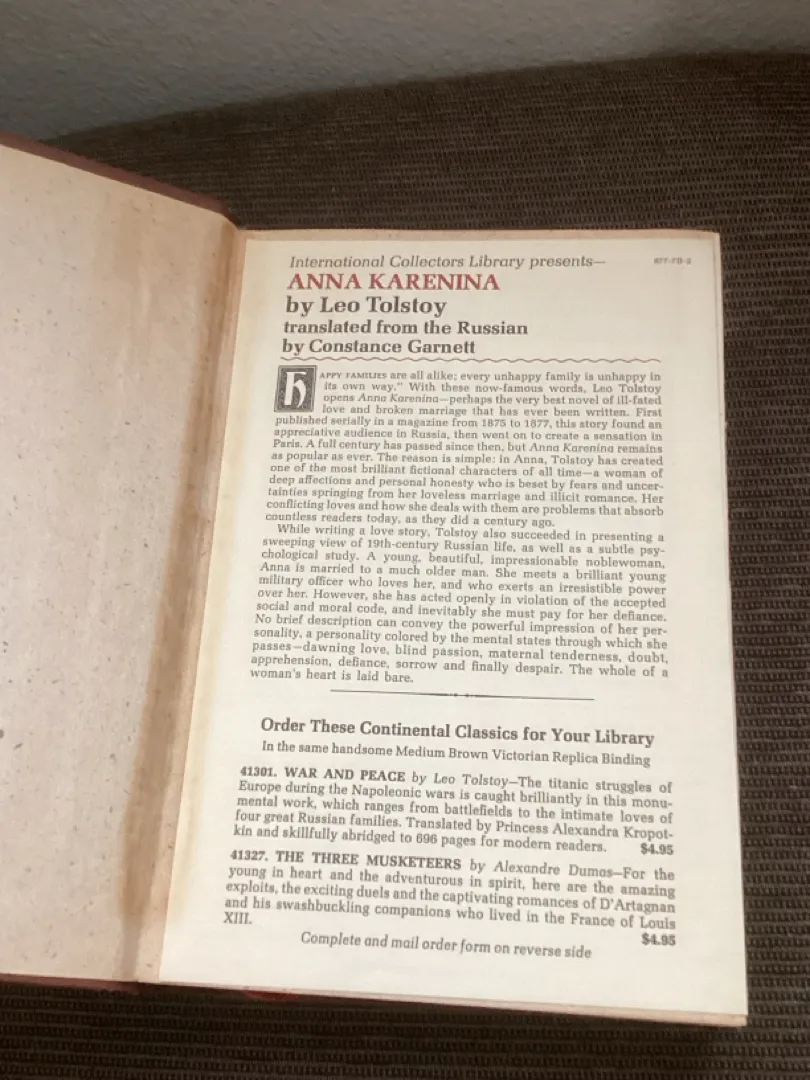 International Collectors Library presents—
ANNA KARENINA
by Leo Tolstoy
translated from the Russian
by Constance Garnett
HAPPY FAMILIES are all alike; every unhappy family is unhappy in
its own way." With these now-famous words, Leo Tolstoy
opens Anna Karenina—perhaps the very best novel of ill-fated
love and broken marriage that has ever been written. First
published serially in a magazine from 1875 to 1877, this story found an
appreciative audience in Russia, then went on to create a sensation in
Paris. A full century has passed since then, but Anna Karenina remains
as popular as ever. The reason is simple: in Anna, Tolstoy has created
one of the most brilliant fictional characters of all time—a woman of
deep affections and personal honesty who is beset by fears and uncer-
tainties springing from her loveless marriage and illicit romance. Her
conflicting loves and how she deals with them are problems that absorb
countless readers today, as they did a century ago.
While writing a love story, Tolstoy also succeeded in presenting a
sweeping view of 19th-century Russian life, as well as a subtle psy-
chological study. A young, beautiful, impressionable noblewoman,
Anna is married to a much older man. She meets a brilliant young
military officer who loves her, and who exerts an irresistible power
over her. However, she has acted openly in violation of the accepted
social and moral code, and inevitably she must pay for her defiance.
No brief description can convey the powerful impression of her per-
sonality, a personality colored by the mental states through which she
passes—dawning love, blind passion, maternal tenderness, doubt,
apprehension, defiance, sorrow and finally despair. The whole of a
woman's heart is laid bare.
Order These Continental Classics for Your Library
In the same handsome Medium Brown Victorian Replica Binding
41301. WAR AND PEACE by Leo Tolstoy—The titanic struggles of
Europe during the Napoleonic wars is caught brilliantly in this monu-
mental work, which ranges from battlefields to the intimate loves of
four great Russian families. Translated by Princess Alexandra Kropot-
kin and skillfully abridged to 696 pages for modern readers. $4.95
41327. THE THREE MUSKETEERS by Alexandre Dumas—For the
young in heart and the adventurous in spirit, here are the amazing
exploits, the exciting duels and the captivating romances of D'Artagnan
and his swashbuckling companions who lived in the France of Louis
XIII. $4.95
Complete and mail order form on reverse side